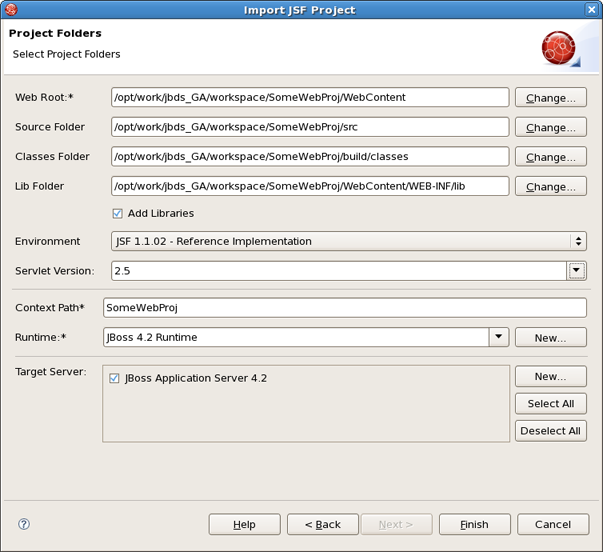 Import JSF Project
Project Folders
Select Project Folders
Web Root:* /opt/work/jbds_GA/workspace/SomeWebProj/WebContent Change...
Source Folder /opt/work/jbds_GA/workspace/SomeWebProj/src Change...
Classes Folder /opt/work/jbds_GA/workspace/SomeWebProj/build/classes Change...
Lib Folder /opt/work/jbds_GA/workspace/SomeWebProj/WebContent/WEB-INF/lib Change...
Add Libraries
Environment JSF 1.1.02 - Reference Implementation
Servlet Version: 2.5
Context Path* SomeWebProj
Runtime:* JBoss 4.2 Runtime New...
Target Server: JBoss Application Server 4.2 New...
Select All
Deselect All
? Help < Back Next > Finish Cancel